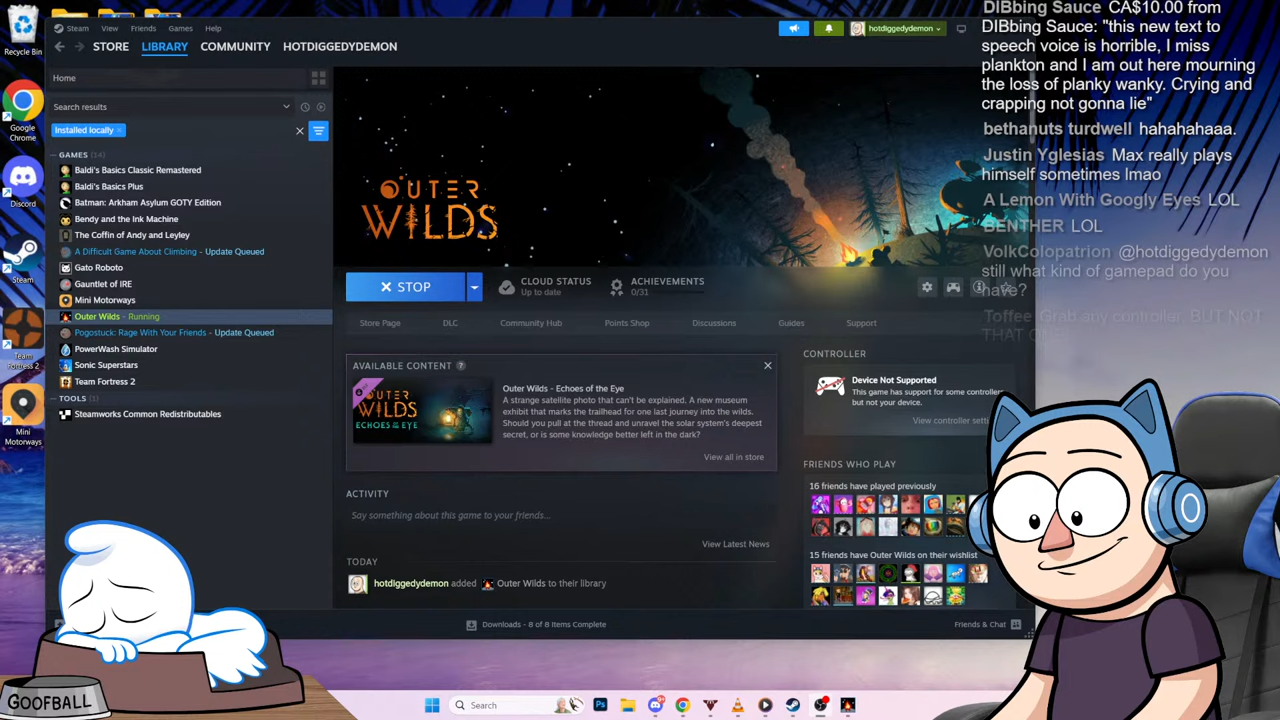 Recycle Bin
Google
Chrome
Discord
Steam
Team
Fortress 2
Mini
Motorways
Steam View Friends Games Help
hotdiggedydemon
STORE LIBRARY COMMUNITY HOTDIGGEDYDEMON
Home
Search results
Installed locally ×
GAMES (14)
Baldi's Basics Classic Remastered
Baldi's Basics Plus
Batman: Arkham Asylum GOTY Edition
Bendy and the Ink Machine
The Coffin of Andy and Leyley
A Difficult Game About Climbing - Update Queued
Gato Roboto
Gauntlet of IRE
Mini Motorways
Outer Wilds - Running
Pogostuck: Rage With Your Friends - Update Queued
PowerWash Simulator
Sonic Superstars
Team Fortress 2
TOOLS (1)
Steamworks Common Redistributables
OUTER
WILDS
STOP
CLOUD STATUS
Up to date
ACHIEVEMENTS
0/31
Store Page DLC Community Hub Points Shop Discussions Guides Support
AVAILABLE CONTENT ?
OUTER
WILDS
ECHOES OF THE EYE
Outer Wilds - Echoes of the Eye
A strange satellite photo that can't be explained. A new museum
exhibit that marks the trailhead for one last journey into the wilds.
Should you pull at the thread and unravel the solar system's deepest
secret, or is some knowledge better left in the dark?
View all in store
ACTIVITY
Say something about this game to your friends...
View Latest News
TODAY
hotdiggedydemon added Outer Wilds to their library
CONTROLLER
Device Not Supported
This game has support for some controllers
but not your device.
View controller sett
FRIENDS WHO PLAY
16 friends have played previously
15 friends have Outer Wilds on their wishlist
Downloads - 8 of 8 Items Complete
Friends & Chat
DIBbing Sauce CA$10.00 from
DIBbing Sauce: "this new text to
speech voice is horrible, I miss
plankton and I am out here mourning
the loss of planky wanky. Crying and
crapping not gonna lie"
bethanuts turdwell hahahahaaa.
Justin Yglesias Max really plays
himself sometimes lmao
A Lemon With Googly Eyes LOL
BENTHER LOL
VolkColopatrion @hotdiggedydemon
still what kind of gamepad do you
have?
Toffee Grab any controller, BUT NOT
THAT ONE
GOOFBALL
Search